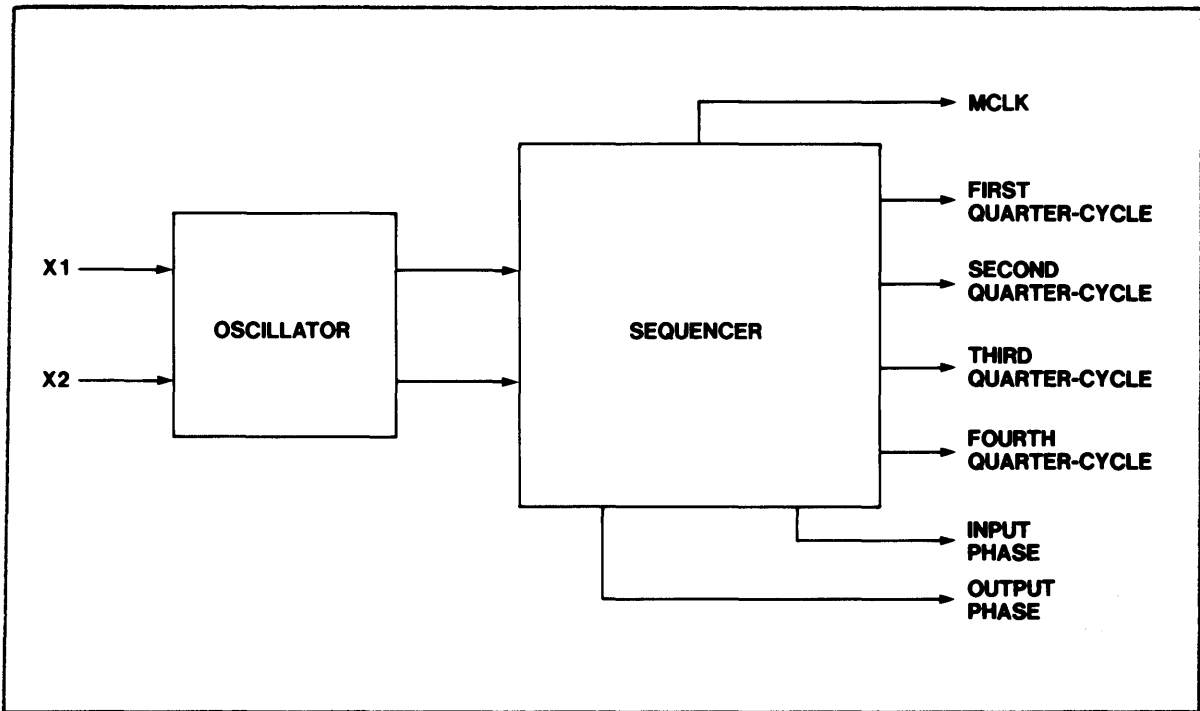 MCLK
FIRST
QUARTER-CYCLE
X1
SECOND
QUARTER-CYCLE
OSCILLATOR
SEQUENCER
X2
THIRD
QUARTER-CYCLE
FOURTH
QUARTER-CYCLE
INPUT
PHASE
OUTPUT
PHASE